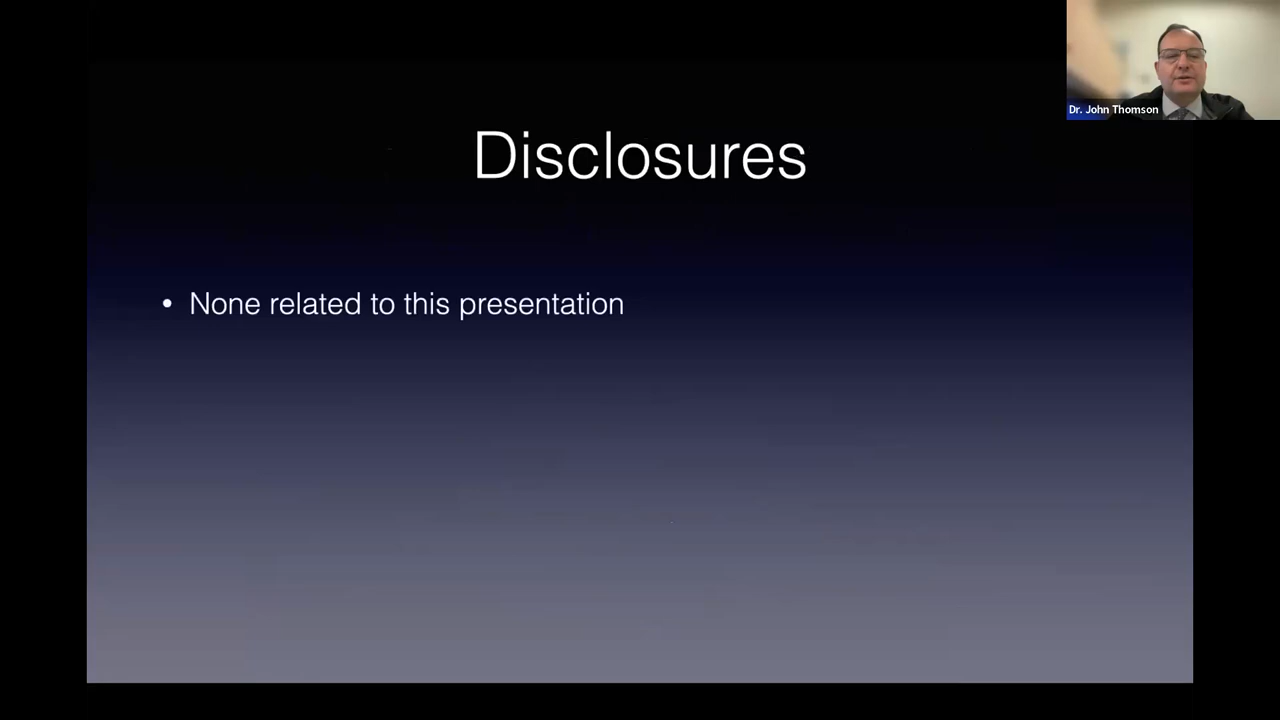 Disclosures
• None related to this presentation
Dr. John Thomson